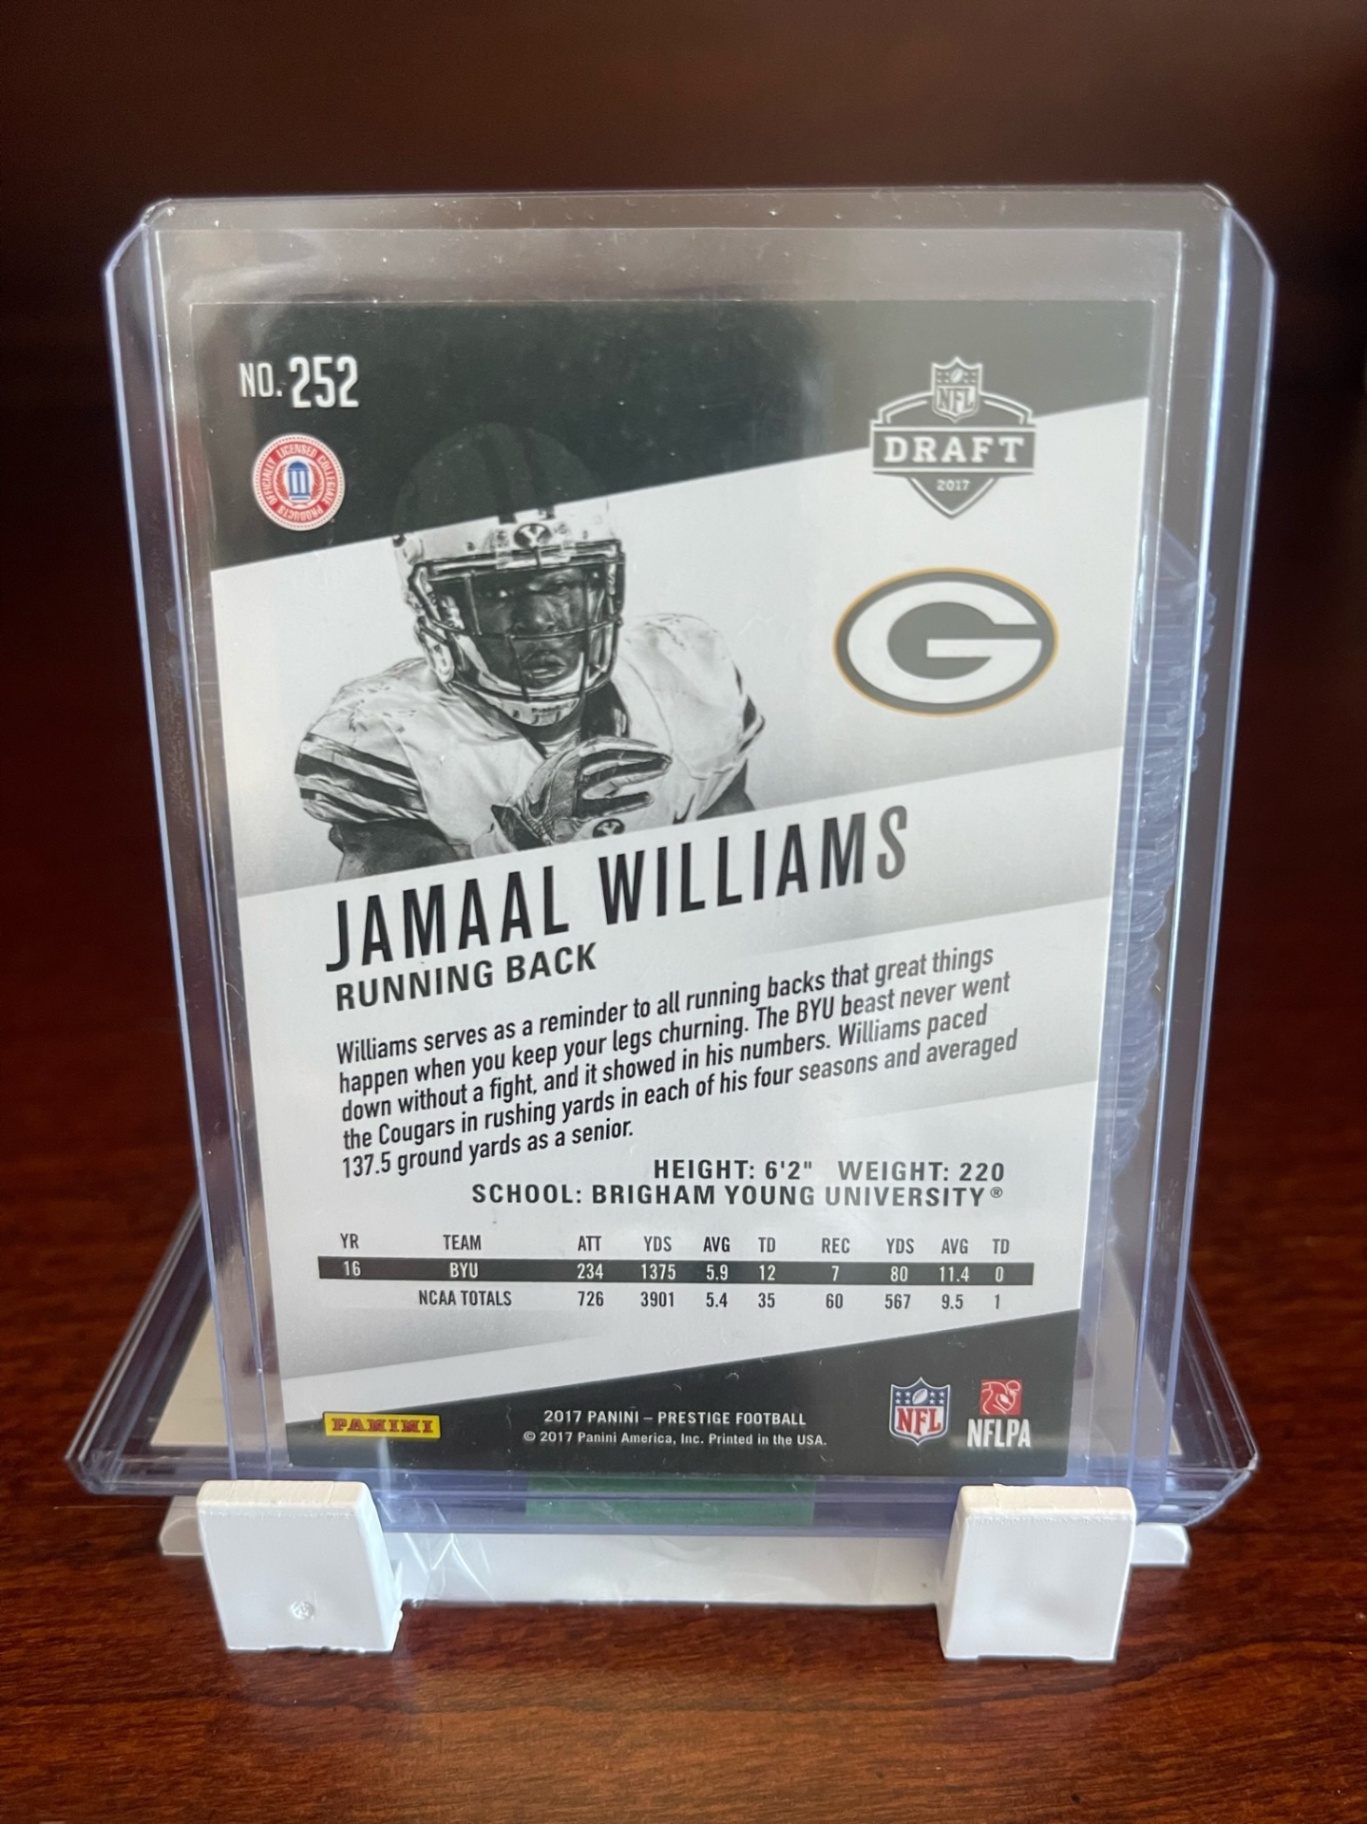 NO. 252
OFFICIALLY LICENSED COLLEGIATE PRODUCTS
NFL
DRAFT
2017
Y
G
JAMAAL WILLIAMS
RUNNING BACK
Williams serves as a reminder to all running backs that great things
happen when you keep your legs churning. The BYU beast never went
down without a fight, and it showed in his numbers. Williams paced
the Cougars in rushing yards in each of his four seasons and averaged
137.5 ground yards as a senior.
HEIGHT: 6'2" WEIGHT: 220
SCHOOL: BRIGHAM YOUNG UNIVERSITY®
YR TEAM ATT YDS AVG TD REC YDS AVG TD
16 BYU 234 1375 5.9 12 7 80 11.4 0
NCAA TOTALS 726 3901 5.4 35 60 567 9.5 1
PANINI
2017 PANINI – PRESTIGE FOOTBALL
© 2017 Panini America, Inc. Printed in the USA.
NFL
NFLPA